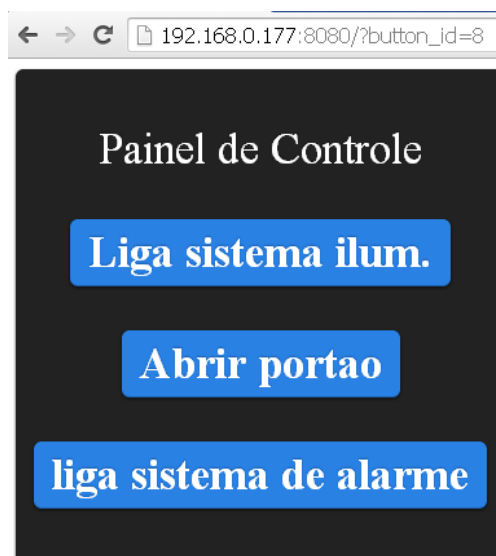 192.168.0.177:8080/?button_id=8
Painel de Controle
Liga sistema ilum.
Abrir portao
liga sistema de alarme